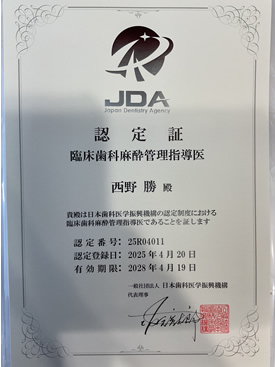 JDA
Japan Dentistry Agency
認定証
臨床歯科麻酔管理指導医
西野 勝 殿
貴殿は日本歯科医学振興機構の認定制度における
臨床歯科麻酔管理指導医であることを証します
認定番号: 25R04011
認定登録日: 2025年4月20日
有効期限: 2028年4月19日
一般社団法人 日本歯科医学振興機構
代表理事